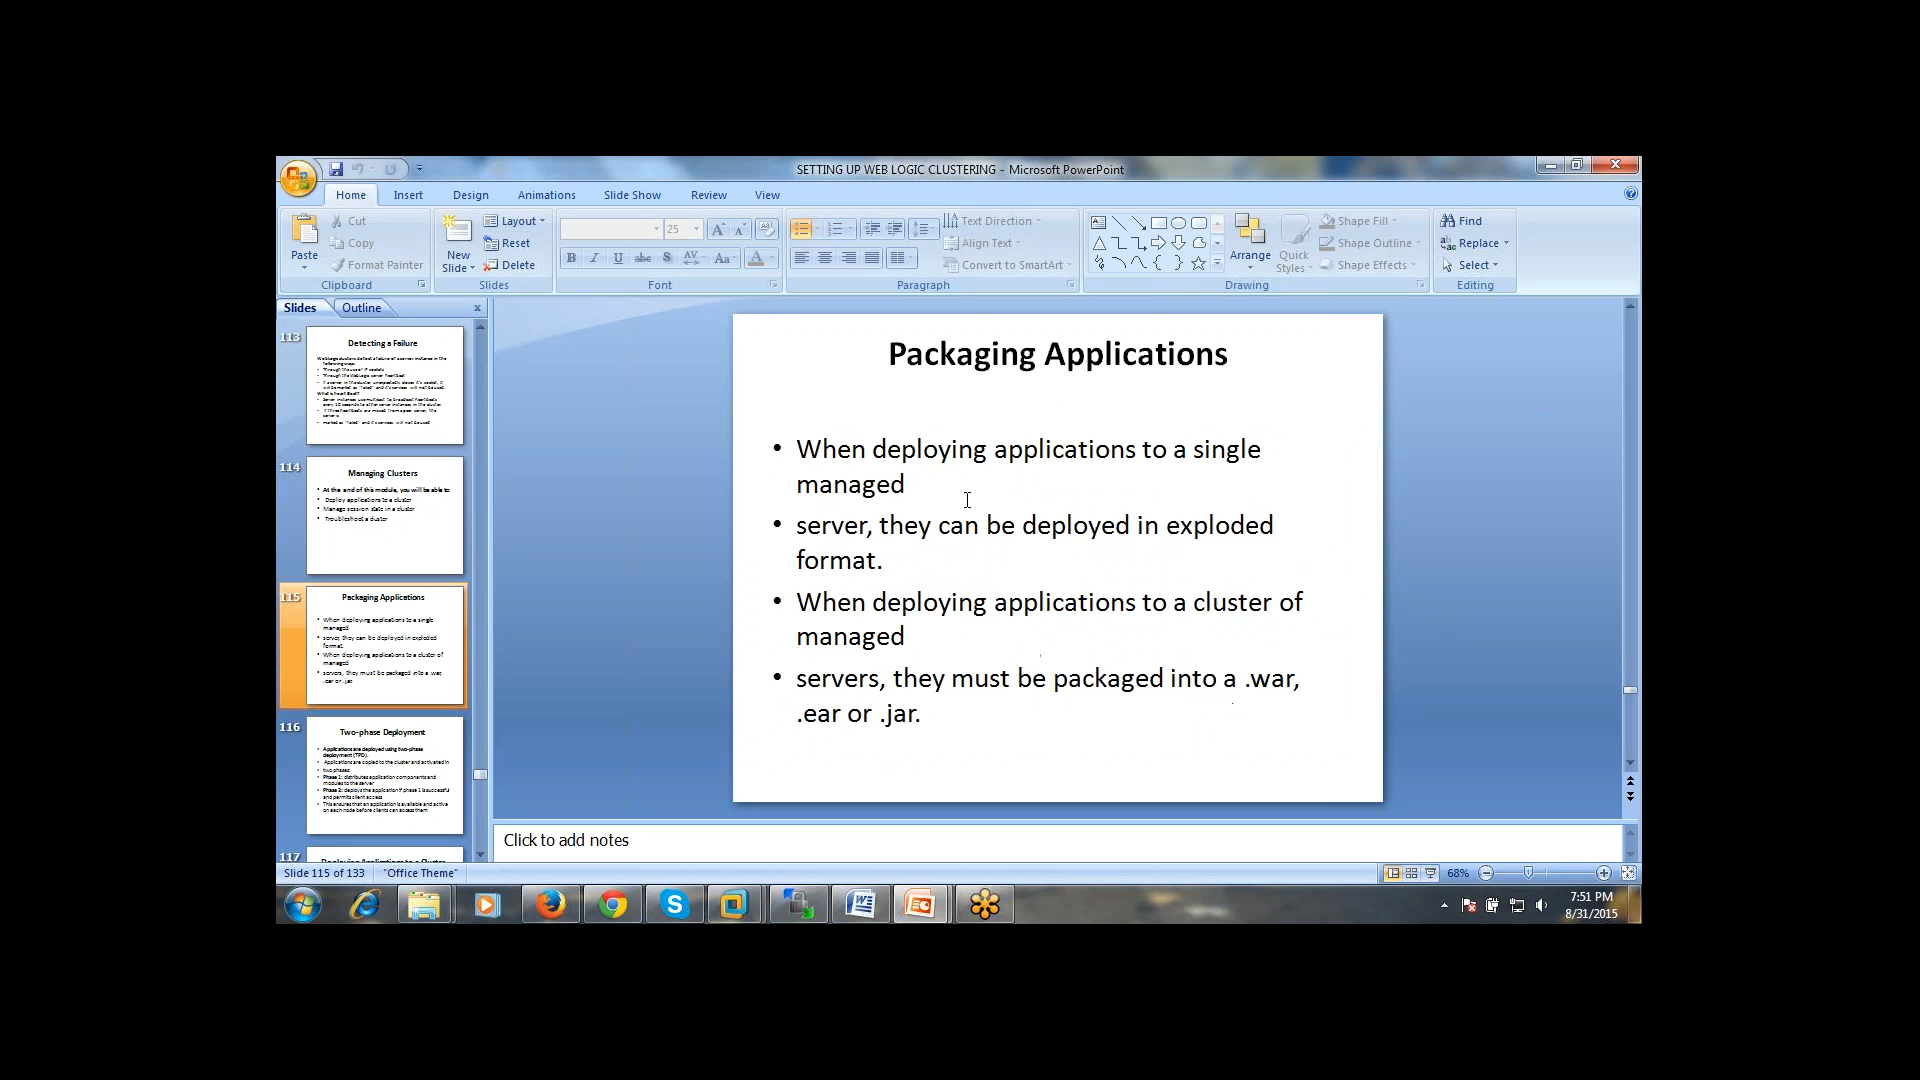 SETTING UP WEB LOGIC CLUSTERING - Microsoft PowerPoint
Home Insert Design Animations Slide Show Review View
Paste
Cut
Copy
Format Painter
Clipboard
New
Slide
Layout
Reset
Delete
Slides
25
Font
Text Direction
Align Text
Convert to SmartArt
Paragraph
Arrange
Quick
Styles
Shape Fill
Shape Outline
Shape Effects
Drawing
Find
Replace
Select
Editing
Slides Outline
113
Detecting a Failure
114
Managing Clusters
• At the end of this module, you will be able to:
• Deploy applications to a cluster
• Manage session state in a cluster
• Troubleshoot a cluster
115
Packaging Applications
• When deploying applications to a single
managed
• server, they can be deployed in exploded
format.
• When deploying applications to a cluster of
managed
• servers, they must be packaged into a .war,
.ear or .jar.
116
Two-phase Deployment
• Applications are deployed using two-phase
deployment (TPD).
• Applications are copied to the cluster and activated in
• two phases:
• Phase 1: distributes application components and
modules to the server
• Phase 2: deploys the application if phase 1 is successful
and permits client access
• This ensures that an application is available and active
on each node before clients can access them
117
Deploying Applications to a Cluster
Packaging Applications
• When deploying applications to a single
managed
• server, they can be deployed in exploded
format.
• When deploying applications to a cluster of
managed
• servers, they must be packaged into a .war,
.ear or .jar.
Click to add notes
Slide 115 of 133 "Office Theme" 68%
7:51 PM
8/31/2015